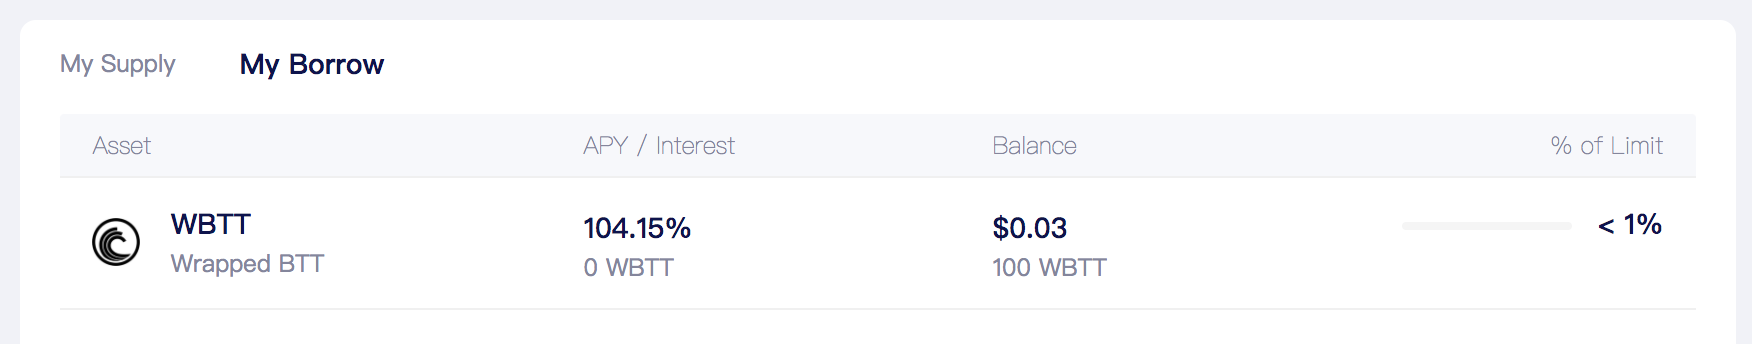 My Supply My Borrow
Asset APY / Interest Balance % of Limit
WBTT 104.15% $0.03 < 1%
Wrapped BTT 0 WBTT 100 WBTT